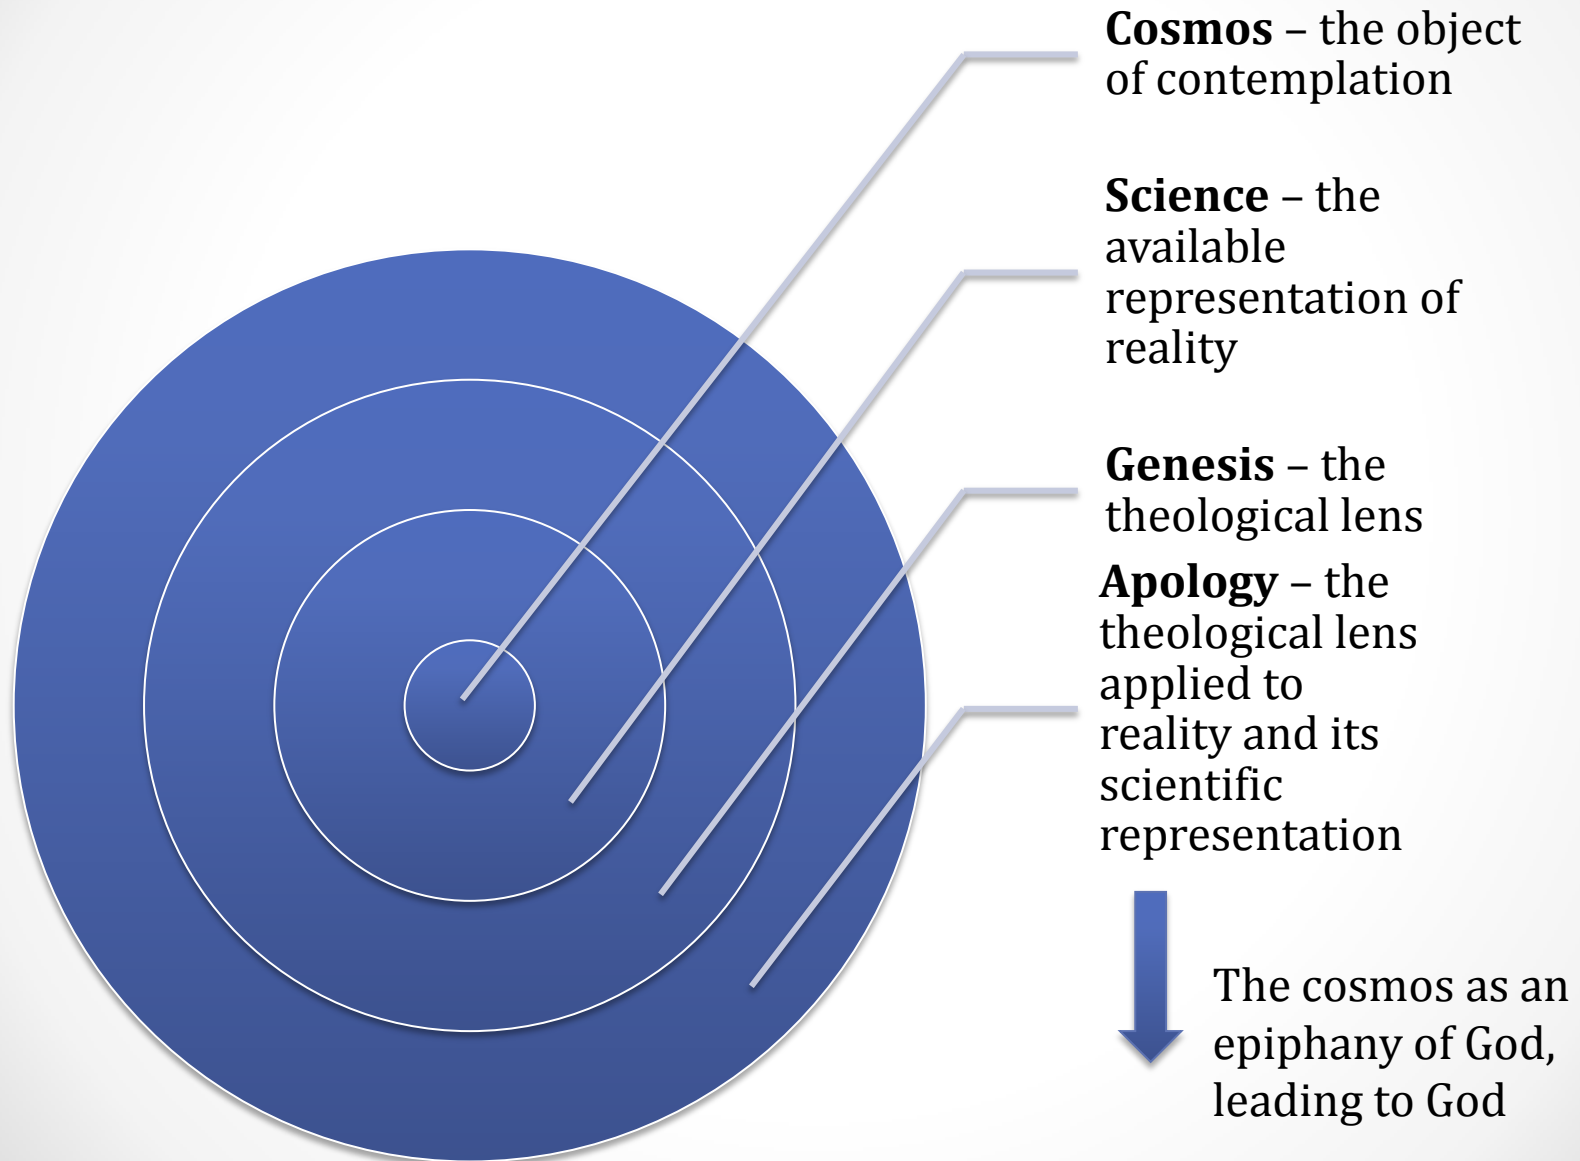 Cosmos – the object
of contemplation
Science – the
available
representation of
reality
Genesis – the
theological lens
Apology – the
theological lens
applied to
reality and its
scientific
representation
The cosmos as an
epiphany of God,
leading to God